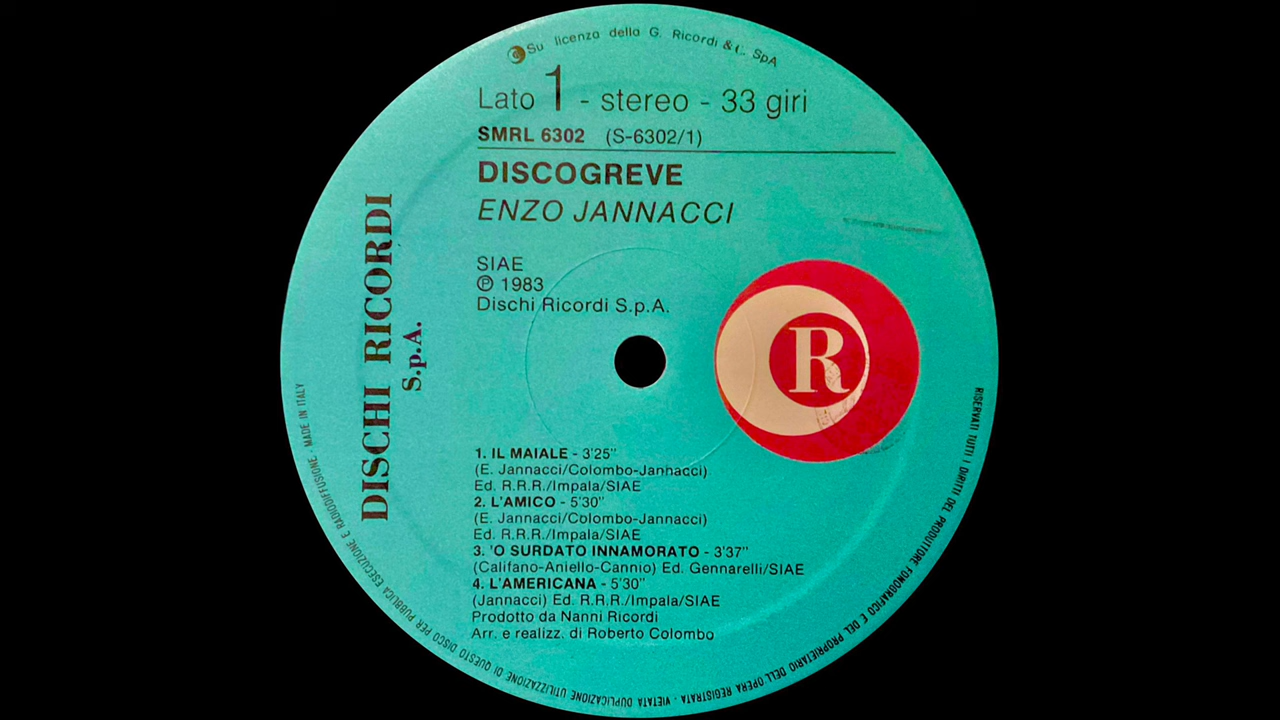 Su licenza della G. Ricordi & C. SpA
Lato 1 - stereo - 33 giri
SMRL 6302 (S-6302/1)
DISCOGREVE
ENZO JANNACCI
SIAE
℗ 1983
Dischi Ricordi S.p.A.
DISCHI RICORDI
S.p.A.
R
1. IL MAIALE - 3'25"
(E. Jannacci/Colombo-Jannacci)
Ed. R.R.R./Impala/SIAE
2. L'AMICO - 5'30"
(E. Jannacci/Colombo-Jannacci)
Ed. R.R.R./Impala/SIAE
3. 'O SURDATO INNAMORATO - 3'37"
(Califano-Aniello-Cannio) Ed. Gennarelli/SIAE
4. L'AMERICANA - 5'30"
(Jannacci) Ed. R.R.R./Impala/SIAE
Prodotto da Nanni Ricordi
Arr. e realizz. di Roberto Colombo
RISERVATI TUTTI I DIRITTI DEL PRODUTTORE FONOGRAFICO E DEL PROPRIETARIO DELL'OPERA REGISTRATA - VIETATA DUPLICAZIONE UTILIZZAZIONE DI QUESTO DISCO PER PUBBLICA ESECUZIONE E RADIODIFFUSIONE - MADE IN ITALY